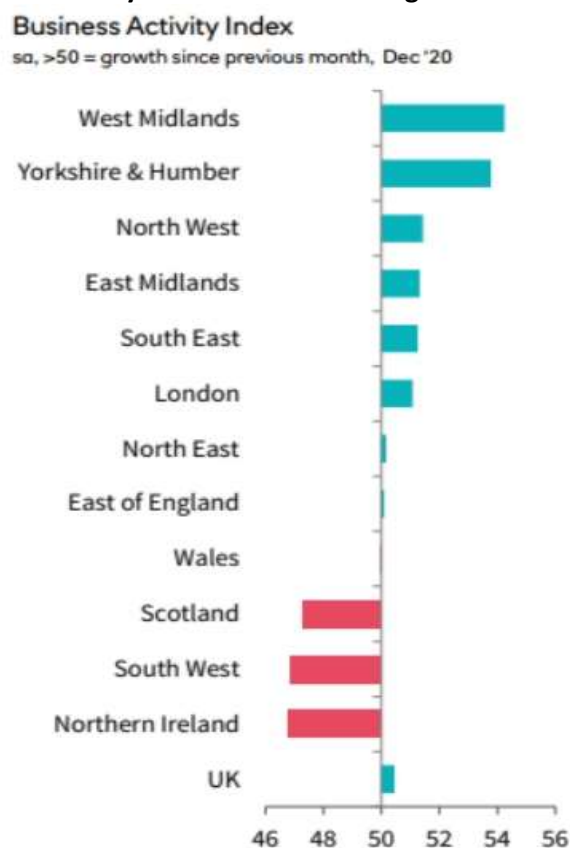 Business Activity Index
sa, >50 = growth since previous month, Dec '20
West Midlands
Yorkshire & Humber
North West
East Midlands
South East
London
North East
East of England
Wales
Scotland
South West
Northern Ireland
UK
46 48 50 52 54 56